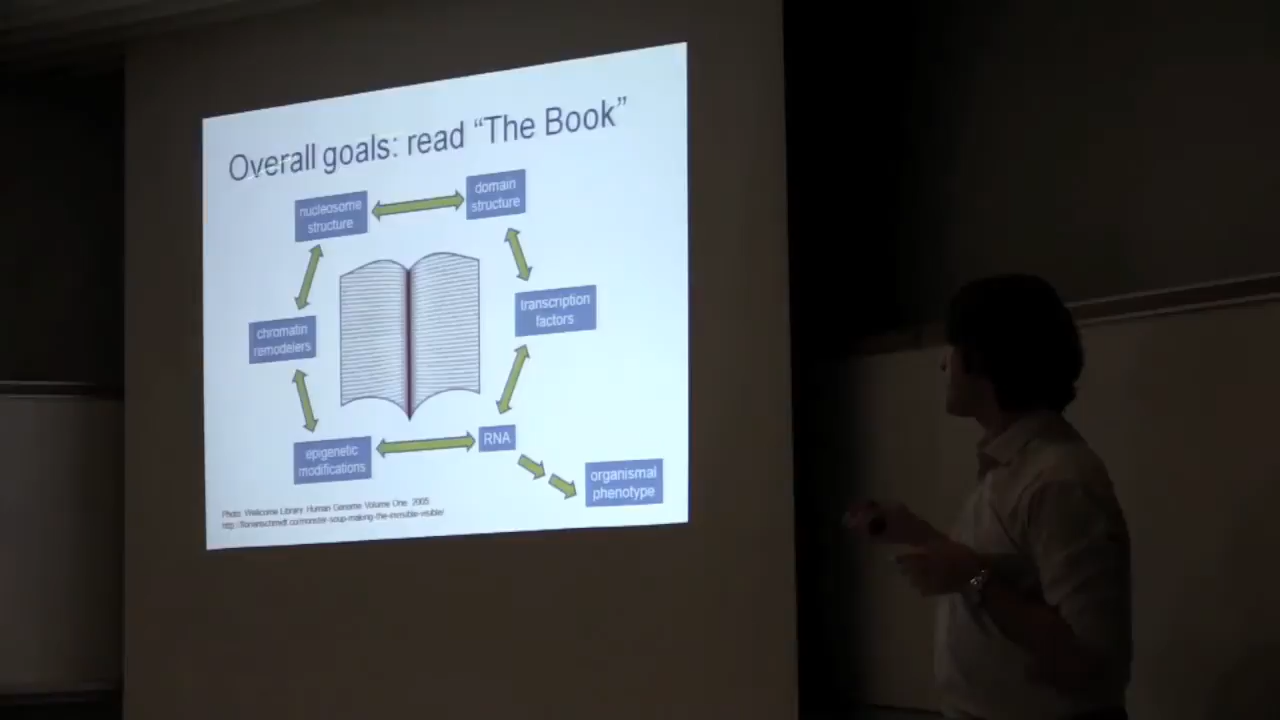 Overall goals: read “The Book”
nucleosome
structure
domain
structure
transcription
factors
chromatin
remodelers
RNA
epigenetic
modifications
organismal
phenotype
Photo: Wellcome Library. Human Genome Volume One. 2005.